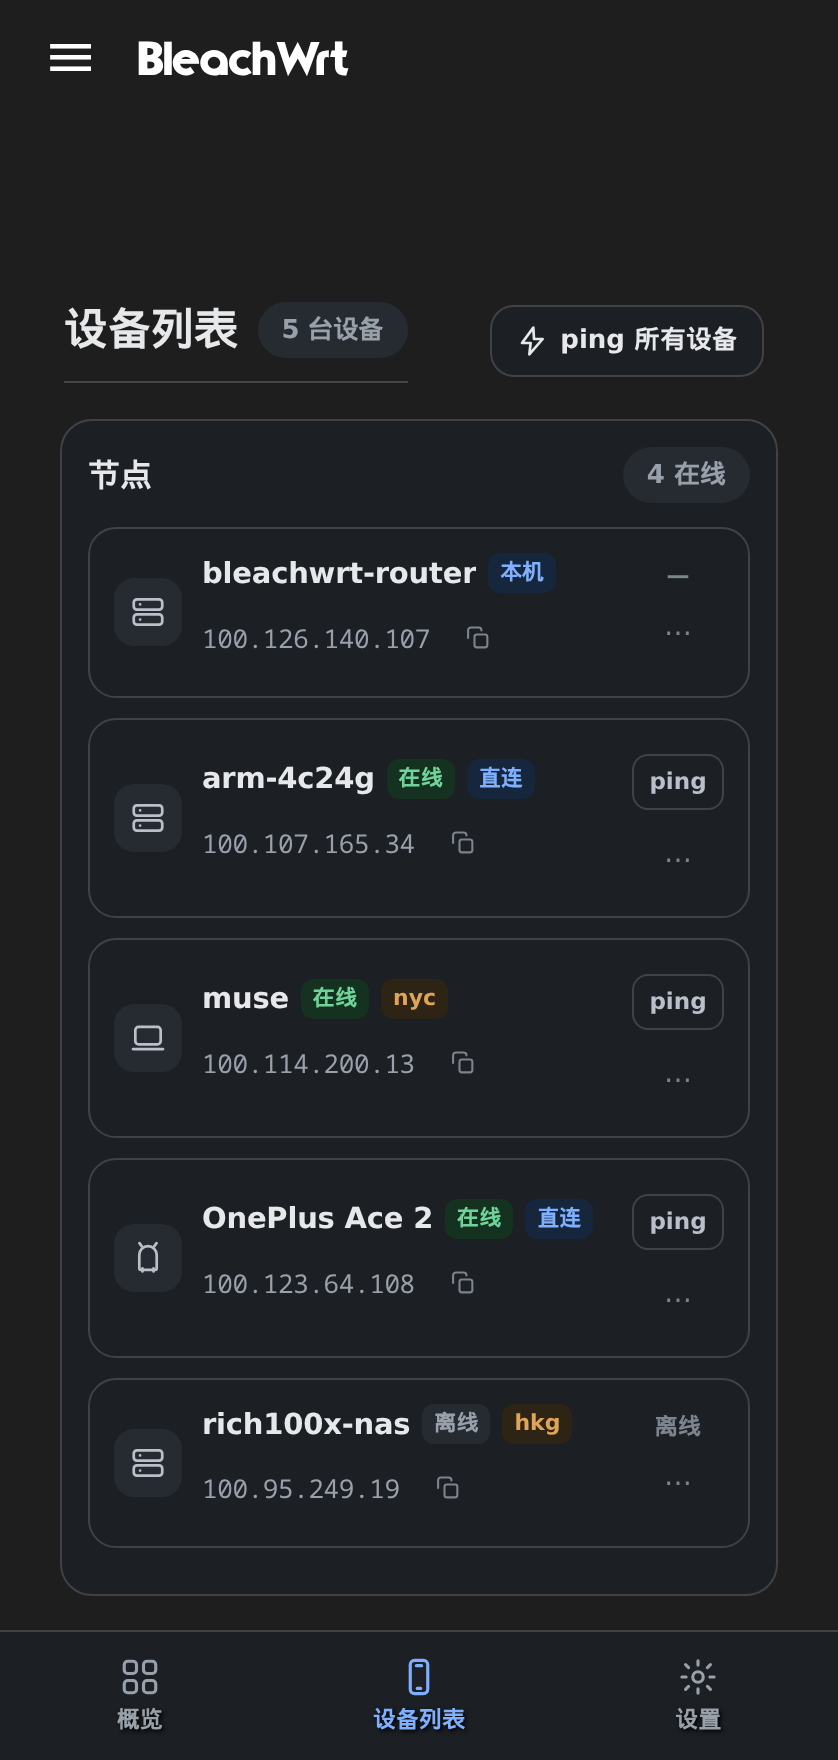 BleachWrt
设备列表 5 台设备 ping 所有设备
节点 4 在线
bleachwrt-router 本机 —
100.126.140.107 ...
arm-4c24g 在线 直连 ping
100.107.165.34 ...
muse 在线 nyc ping
100.114.200.13 ...
OnePlus Ace 2 在线 直连 ping
100.123.64.108 ...
rich100x-nas 离线 hkg 离线
100.95.249.19 ...
概览 设备列表 设置